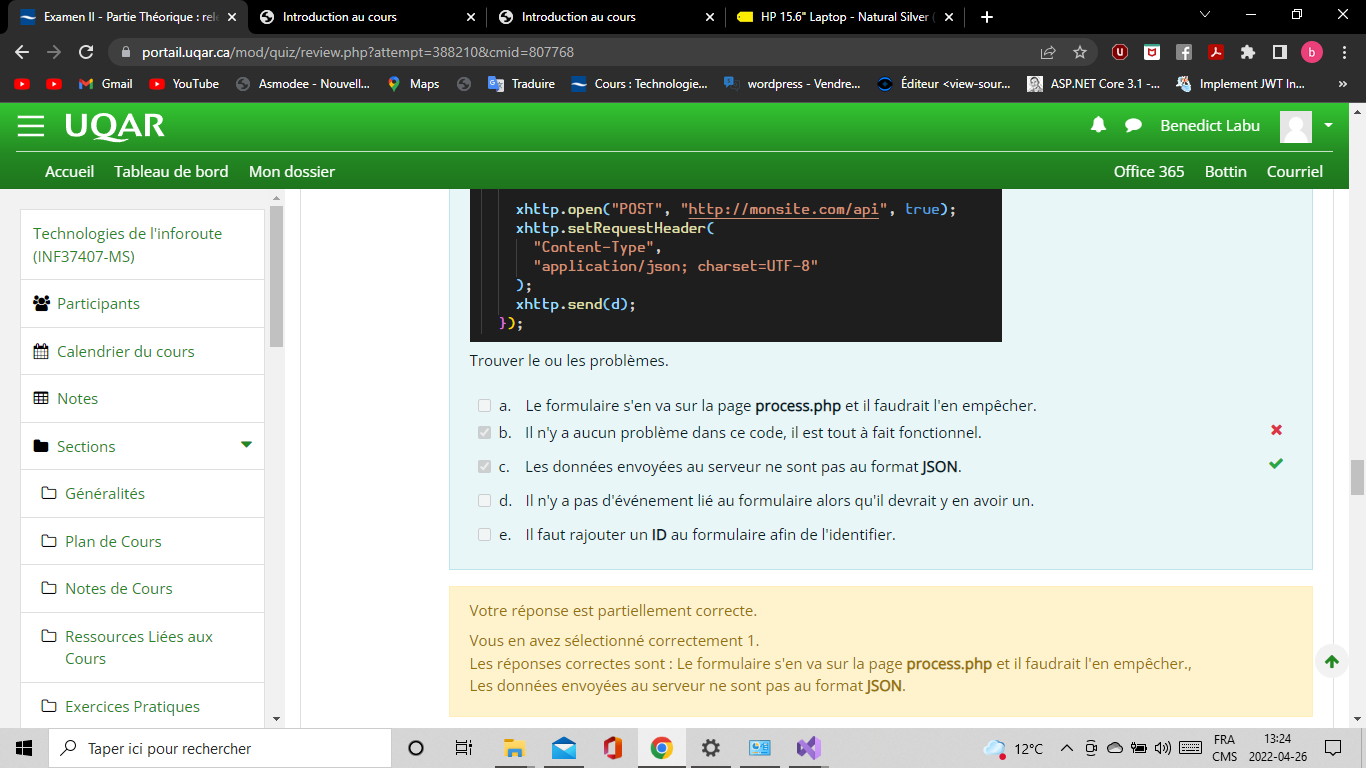 Examen II - Partie Théorique : rel
Introduction au cours
Introduction au cours
HP 15.6" Laptop - Natural Silver (
portail.uqar.ca/mod/quiz/review.php?attempt=388210&cmid=807768
Gmail
YouTube
Asmodee - Nouvell...
Maps
Traduire
Cours : Technologie...
wordpress - Vendre...
Éditeur <view-sour...
ASP.NET Core 3.1 -...
Implement JWT In...
»
UQAR
Benedict Labu
Accueil Tableau de bord Mon dossier
Office 365 Bottin Courriel
Technologies de l'inforoute
(INF37407-MS)
Participants
Calendrier du cours
Notes
Sections
Généralités
Plan de Cours
Notes de Cours
Ressources Liées aux
Cours
Exercices Pratiques
xhttp.open("POST", "http://monsite.com/api", true);
xhttp.setRequestHeader(
"Content-Type",
"application/json; charset=UTF-8"
);
xhttp.send(d);
});
Trouver le ou les problèmes.
a. Le formulaire s'en va sur la page process.php et il faudrait l'en empêcher.
b. Il n'y a aucun problème dans ce code, il est tout à fait fonctionnel.
c. Les données envoyées au serveur ne sont pas au format JSON.
d. Il n'y a pas d'événement lié au formulaire alors qu'il devrait y en avoir un.
e. Il faut rajouter un ID au formulaire afin de l'identifier.
Votre réponse est partiellement correcte.
Vous en avez sélectionné correctement 1.
Les réponses correctes sont : Le formulaire s'en va sur la page process.php et il faudrait l'en empêcher.,
Les données envoyées au serveur ne sont pas au format JSON.
Taper ici pour rechercher
12°C
FRA
CMS
13:24
2022-04-26